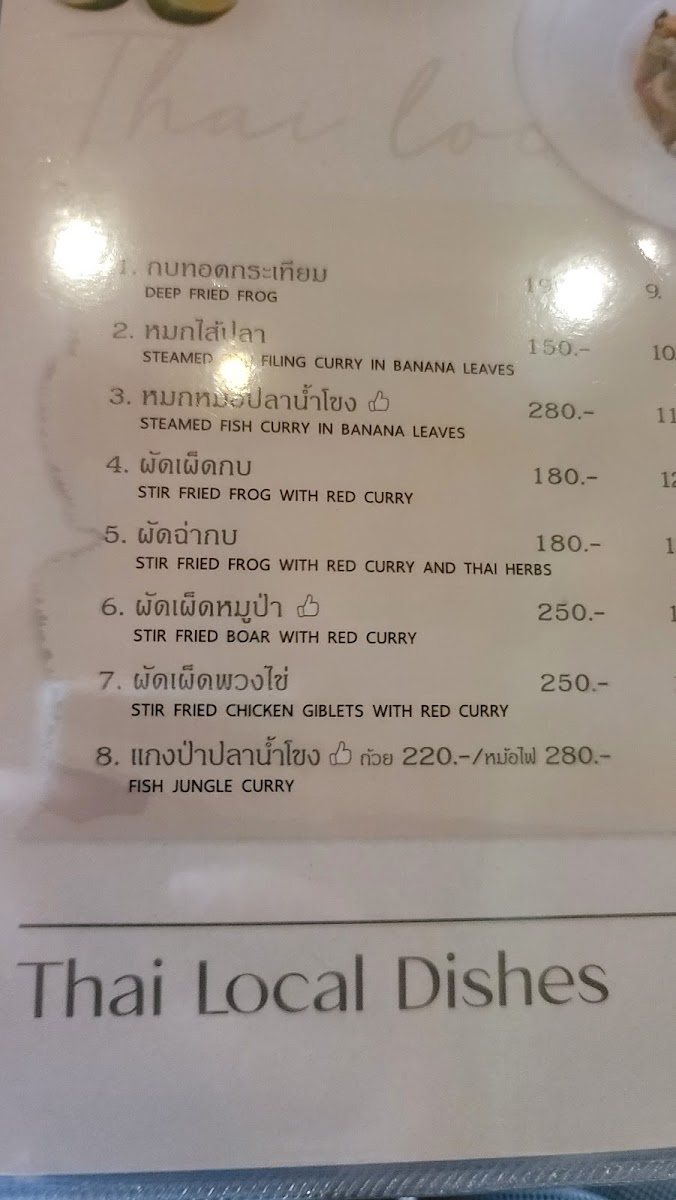 Thai loc
1. กบทอดกระเทียม
DEEP FRIED FROG
9.
2. หมกไส้ปลา 150.-
STEAMED FILING CURRY IN BANANA LEAVES
10.
3. หมกหม้อปลาน้ำโขง 280.-
STEAMED FISH CURRY IN BANANA LEAVES
11
4. ผัดเผ็ดกบ 180.-
STIR FRIED FROG WITH RED CURRY
12
5. ผัดฉ่ากบ 180.-
STIR FRIED FROG WITH RED CURRY AND THAI HERBS
6. ผัดเผ็ดหมูป่า 250.-
STIR FRIED BOAR WITH RED CURRY
7. ผัดเผ็ดพวงไข่ 250.-
STIR FRIED CHICKEN GIBLETS WITH RED CURRY
8. แกงป่าปลาน้ำโขง ถ้วย 220.-/หม้อไฟ 280.-
FISH JUNGLE CURRY
Thai Local Dishes